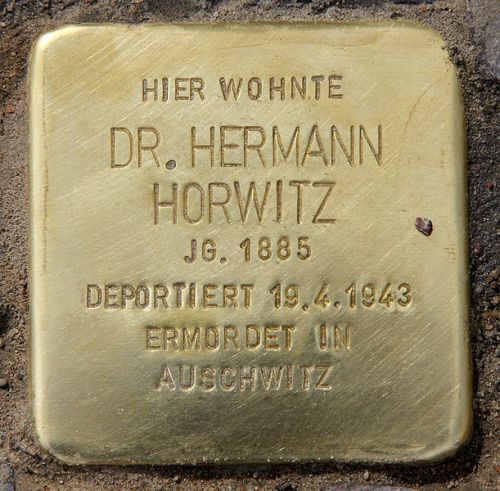 HIER WOHNTE
DR. HERMANN
HORWITZ
JG. 1885
DEPORTIERT 19.4.1943
ERMORDET IN
AUSCHWITZ